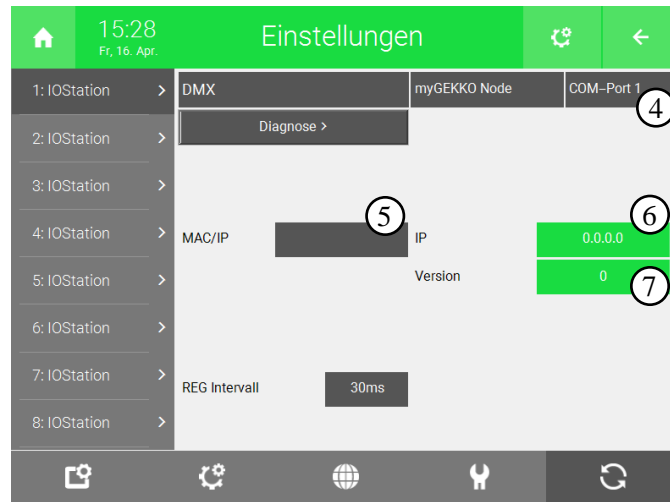 15:28
Fr, 16. Apr.
Einstellungen
1: IOStation >
2: IOStation >
3: IOStation >
4: IOStation >
5: IOStation >
6: IOStation >
7: IOStation >
8: IOStation >
DMX
myGEKKO Node
COM–Port 1
4
Diagnose >
5
6
MAC/IP
IP
0.0.0.0
Version
0
7
REG Intervall
30ms